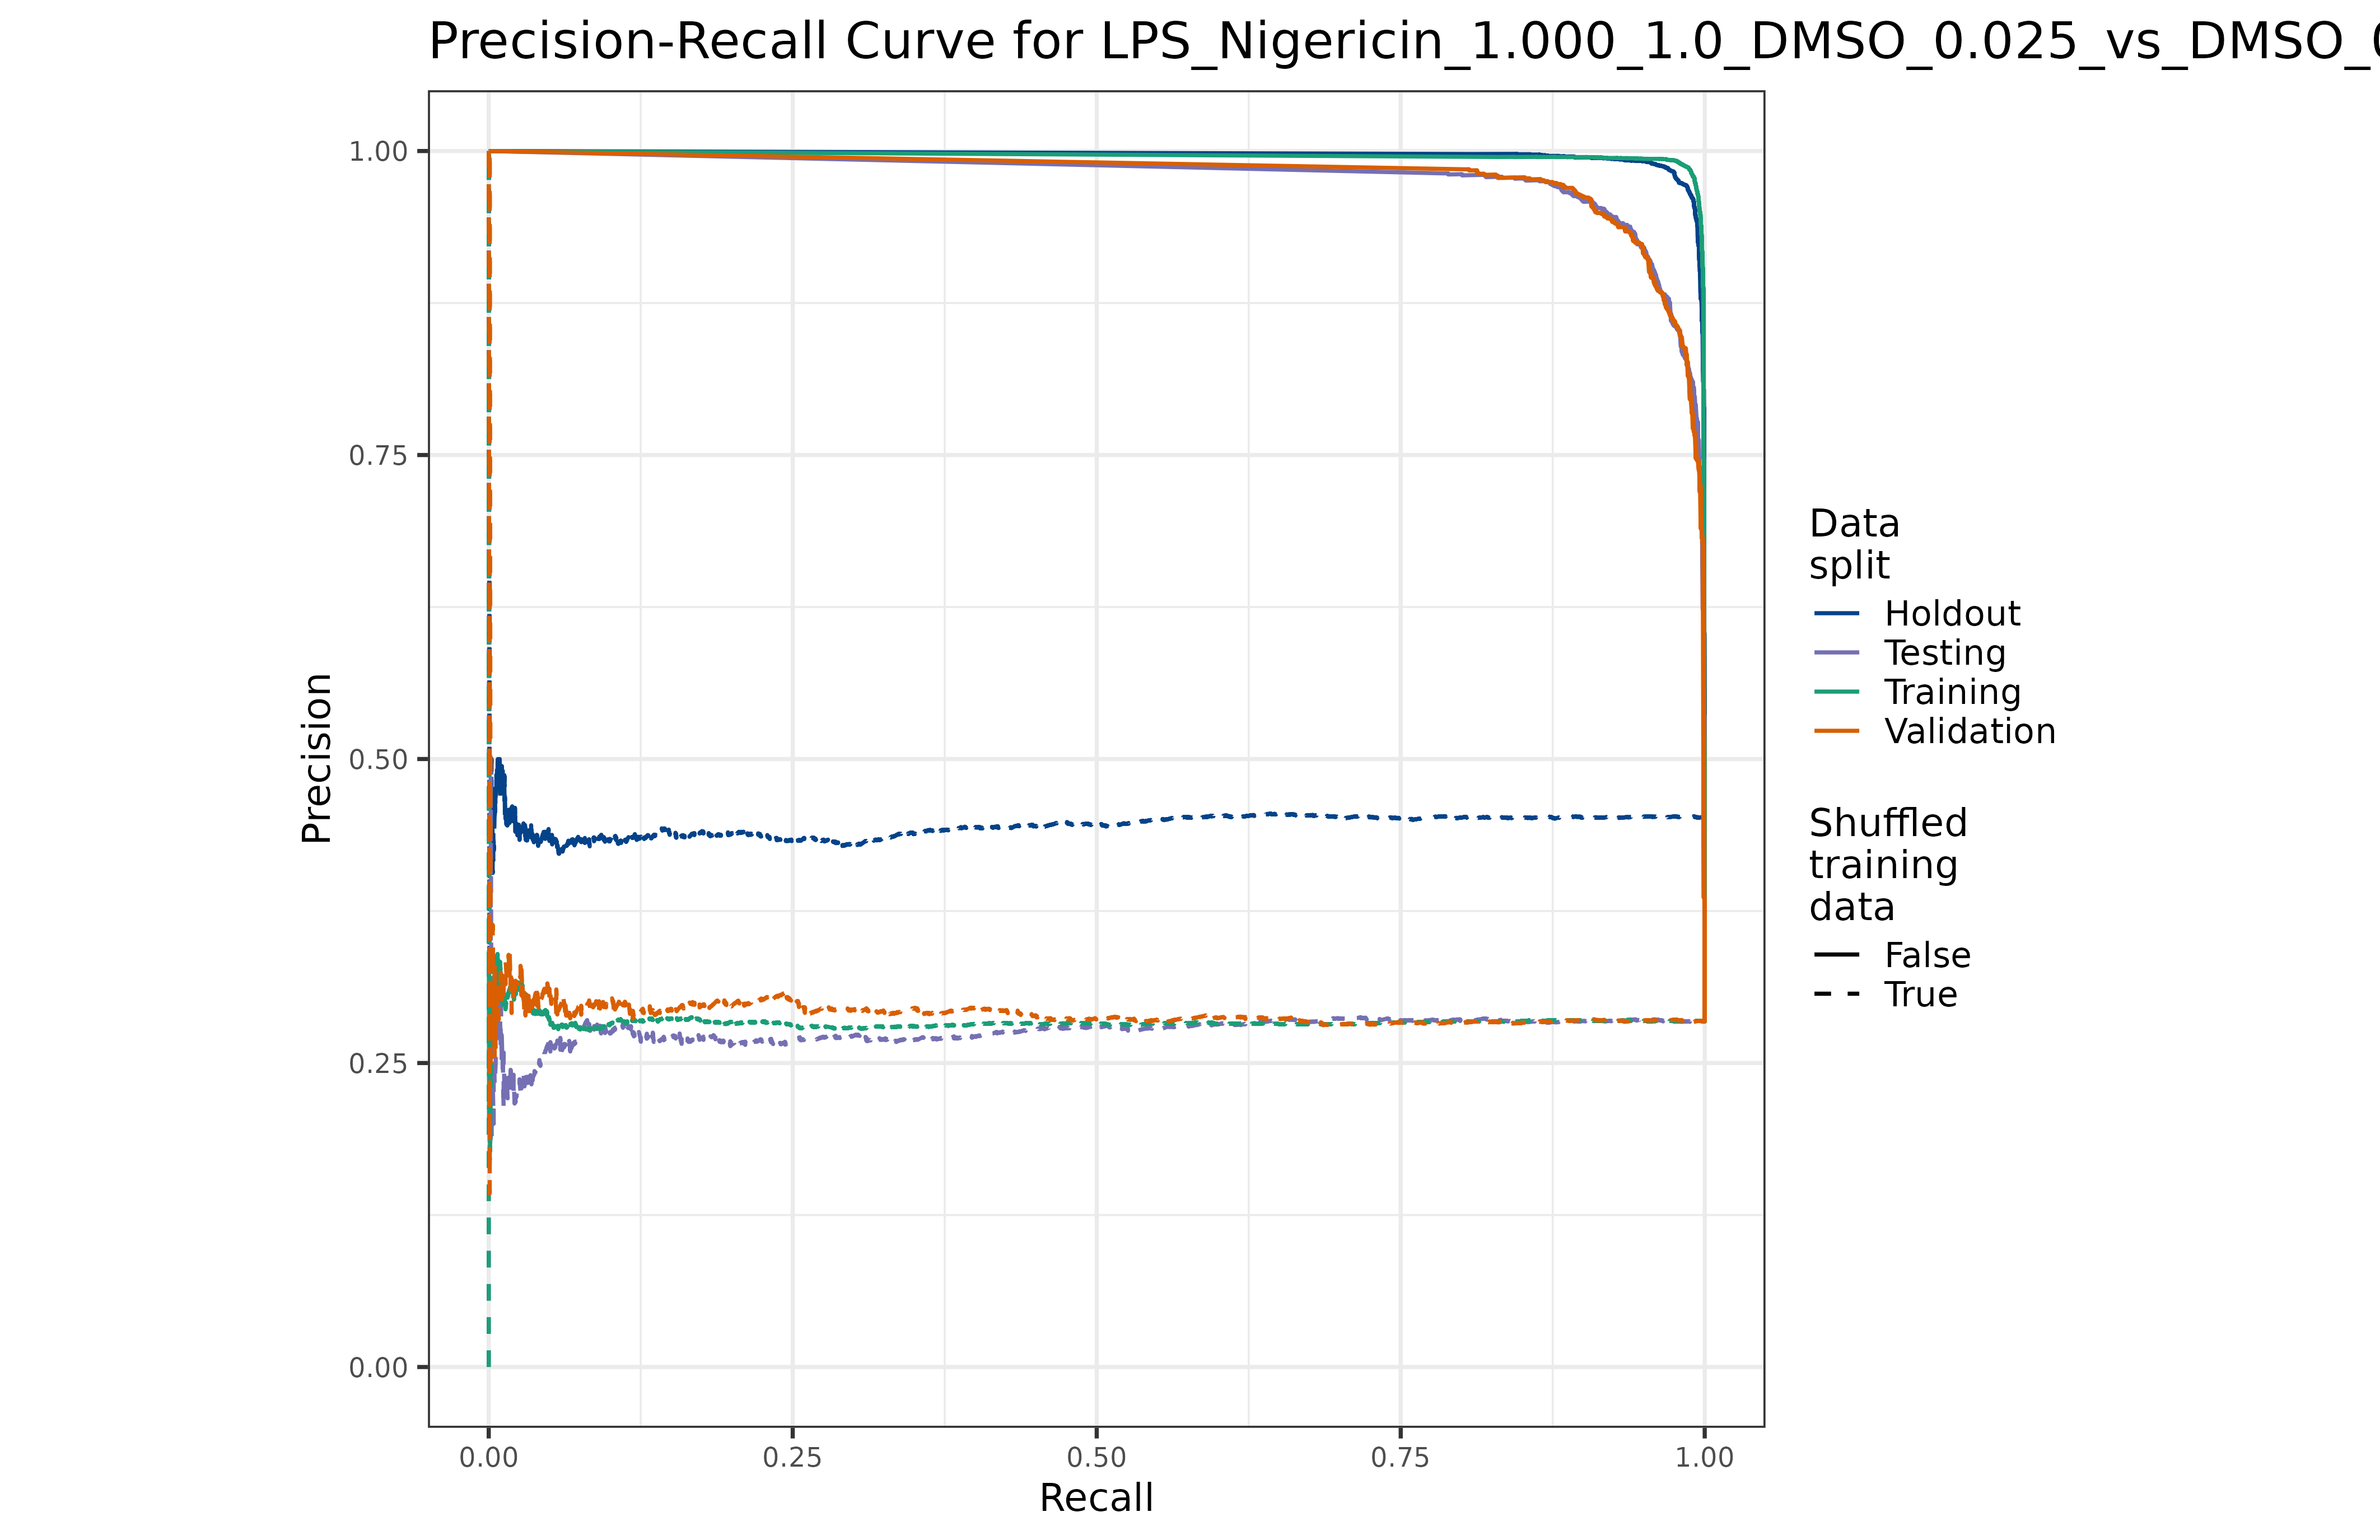 Precision-Recall Curve for LPS_Nigericin_1.000_1.0_DMSO_0.025_vs_DMSO_
1.00
0.75
0.50
0.25
0.00
Precision
0.00 0.25 0.50 0.75 1.00
Recall
Data
split
Holdout
Testing
Training
Validation
Shuffled
training
data
False
True